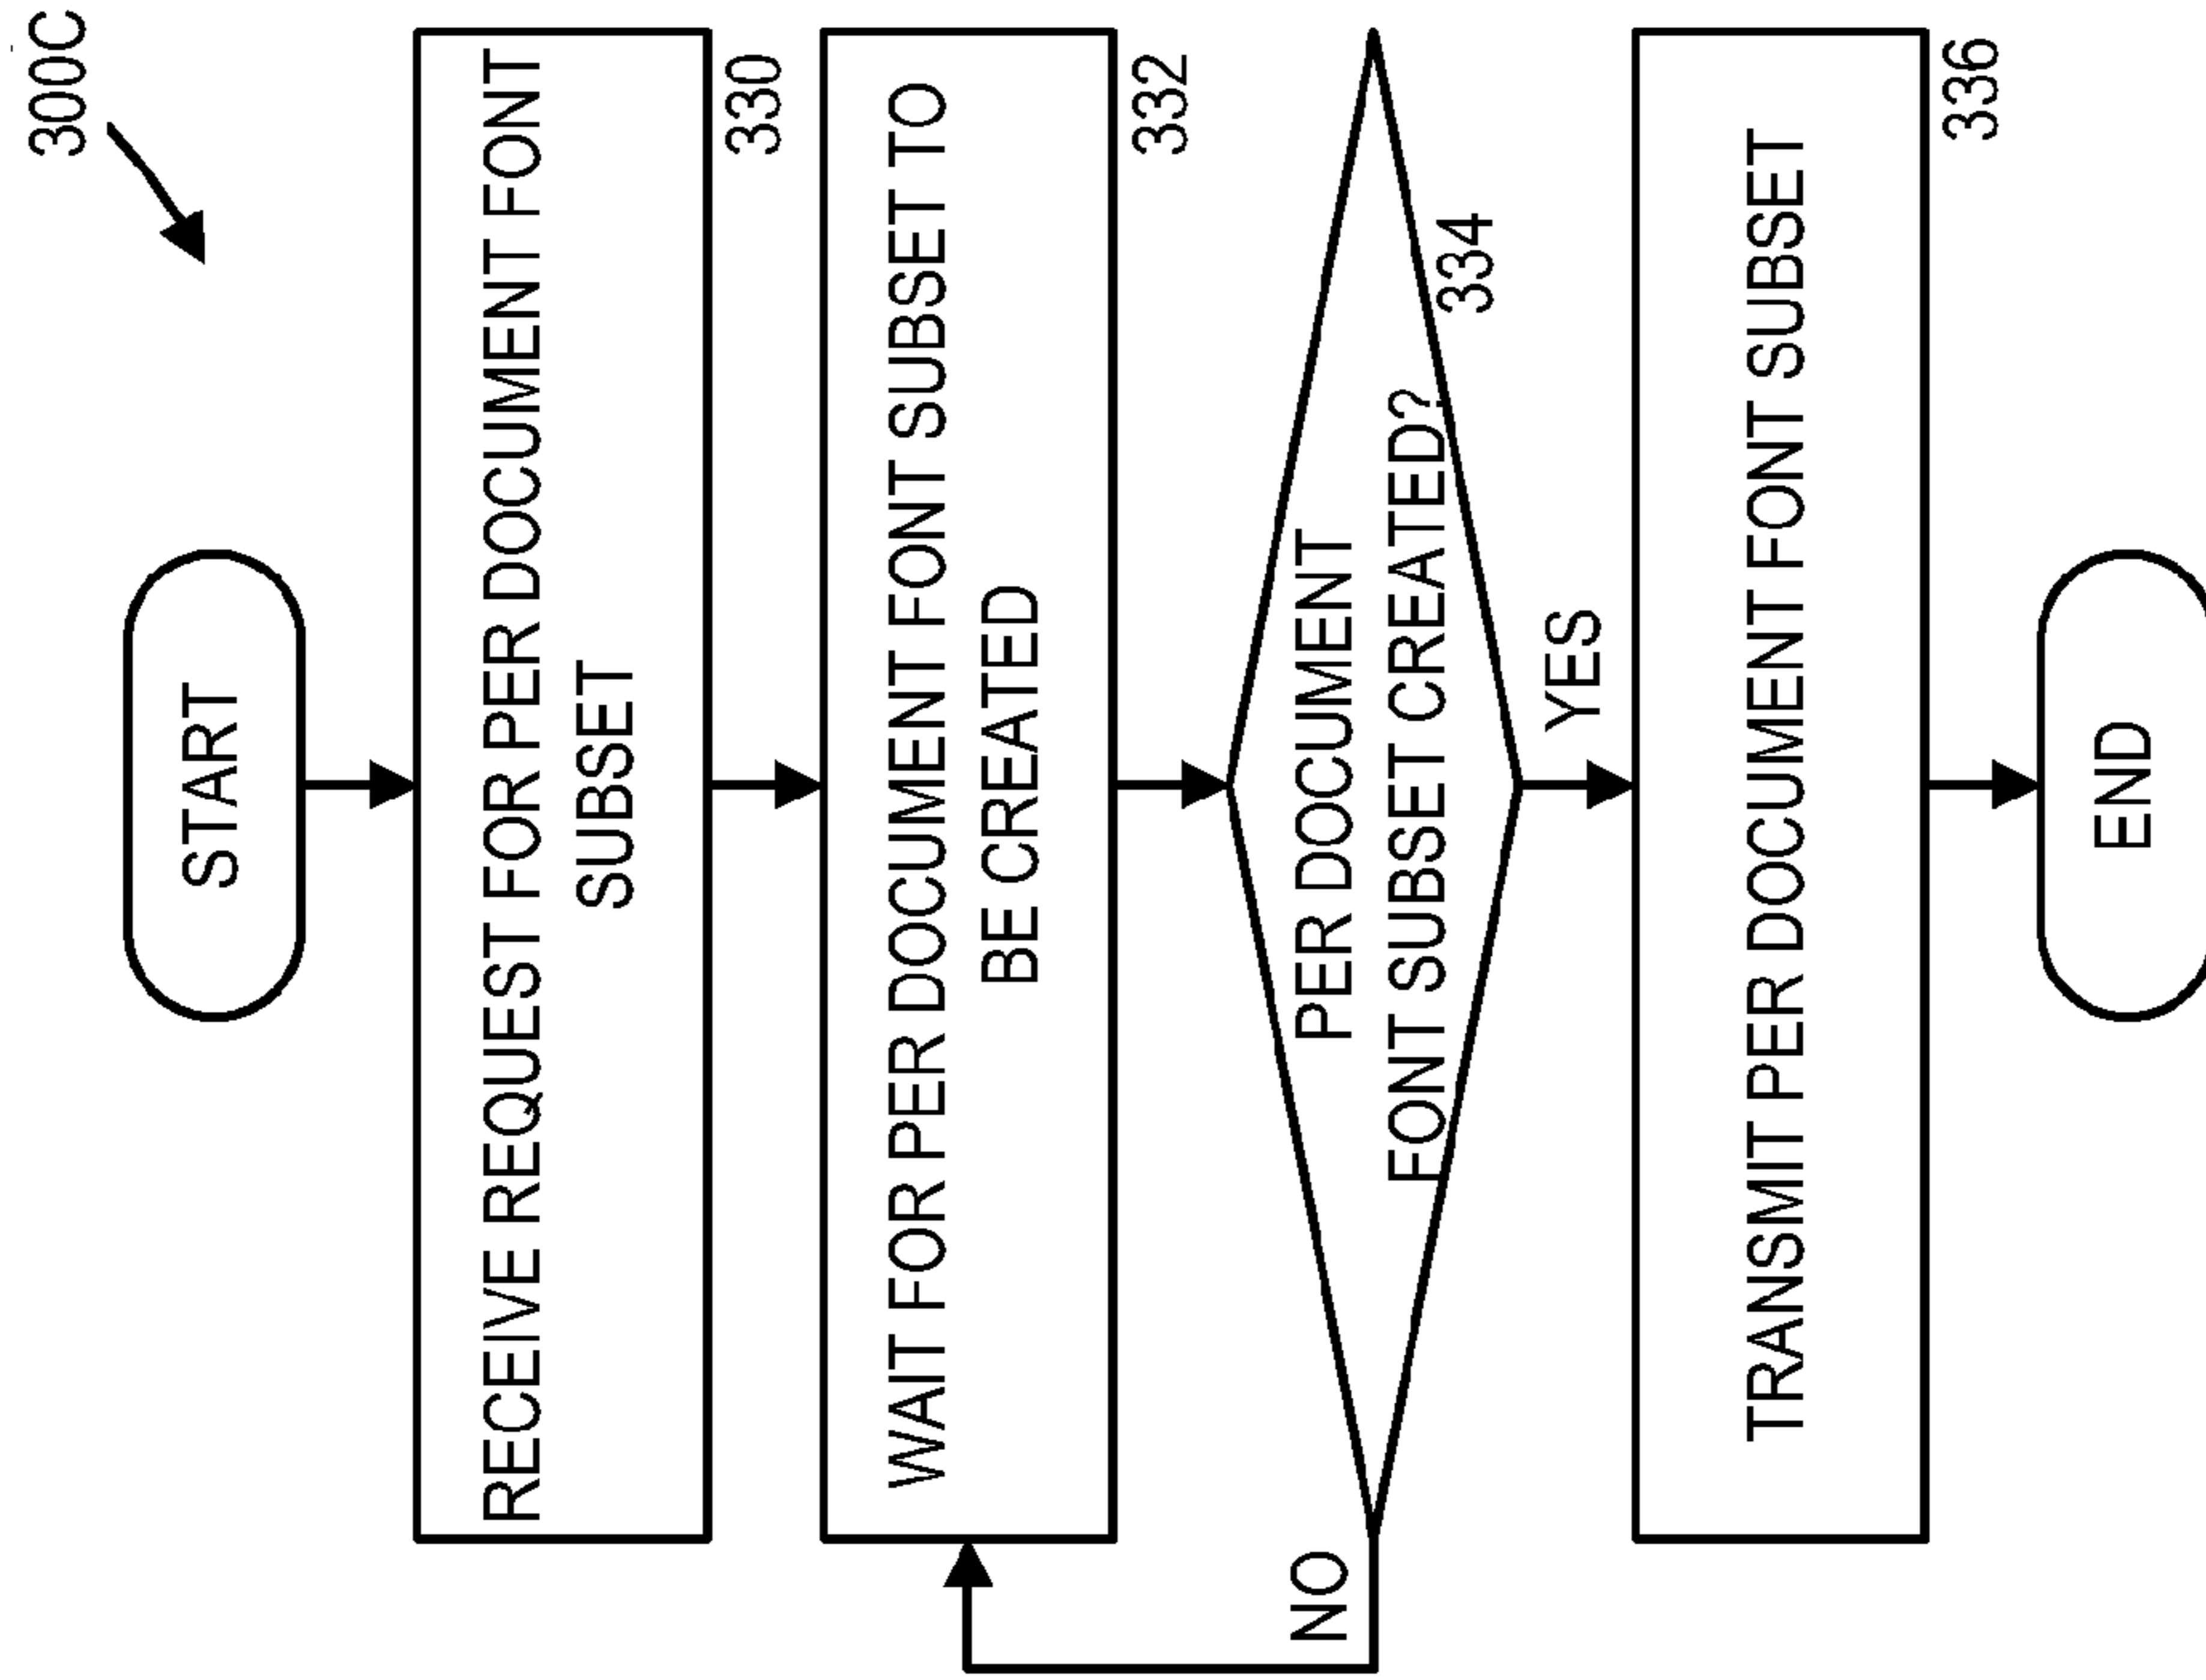 300C
START
RECEIVE REQUEST FOR PER DOCUMENT FONT
SUBSET
330
WAIT FOR PER DOCUMENT FONT SUBSET TO
BE CREATED
332
PER DOCUMENT
FONT SUBSET CREATED?
334
NO
YES
TRANSMIT PER DOCUMENT FONT SUBSET
336
END